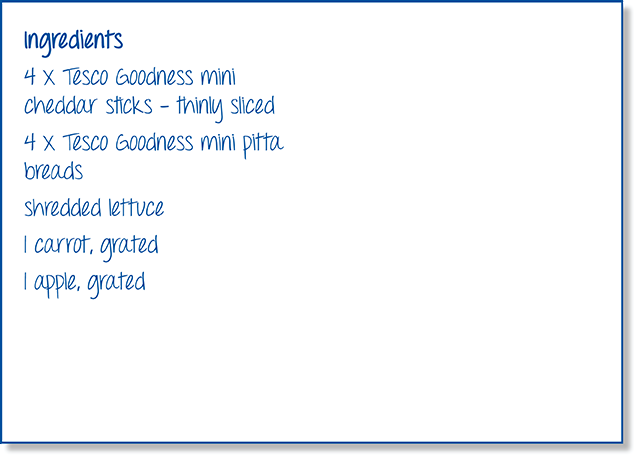 Ingredients
4 x Tesco Goodness mini
cheddar sticks - thinly sliced
4 x Tesco Goodness mini pitta
breads
shredded lettuce
1 carrot, grated
1 apple, grated